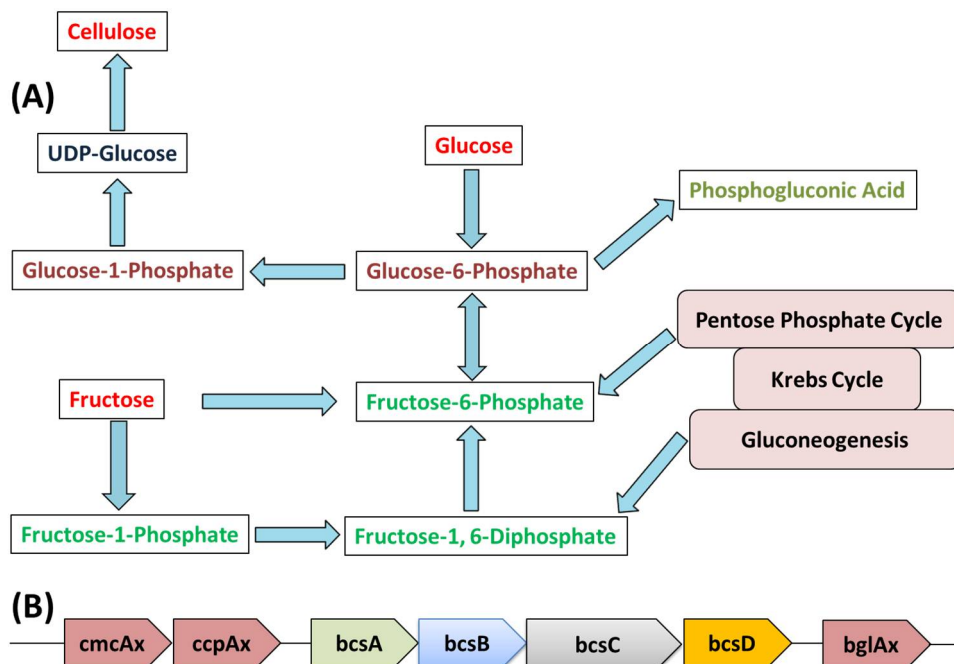 Cellulose
(A)
UDP-Glucose
Glucose
Phosphogluconic Acid
Glucose-1-Phosphate
Glucose-6-Phosphate
Pentose Phosphate Cycle
Krebs Cycle
Fructose
Fructose-6-Phosphate
Gluconeogenesis
Fructose-1-Phosphate
Fructose-1, 6-Diphosphate
(B)
cmcAx
ccpAx
bcsA
bcsB
bcsC
bcsD
bglAx